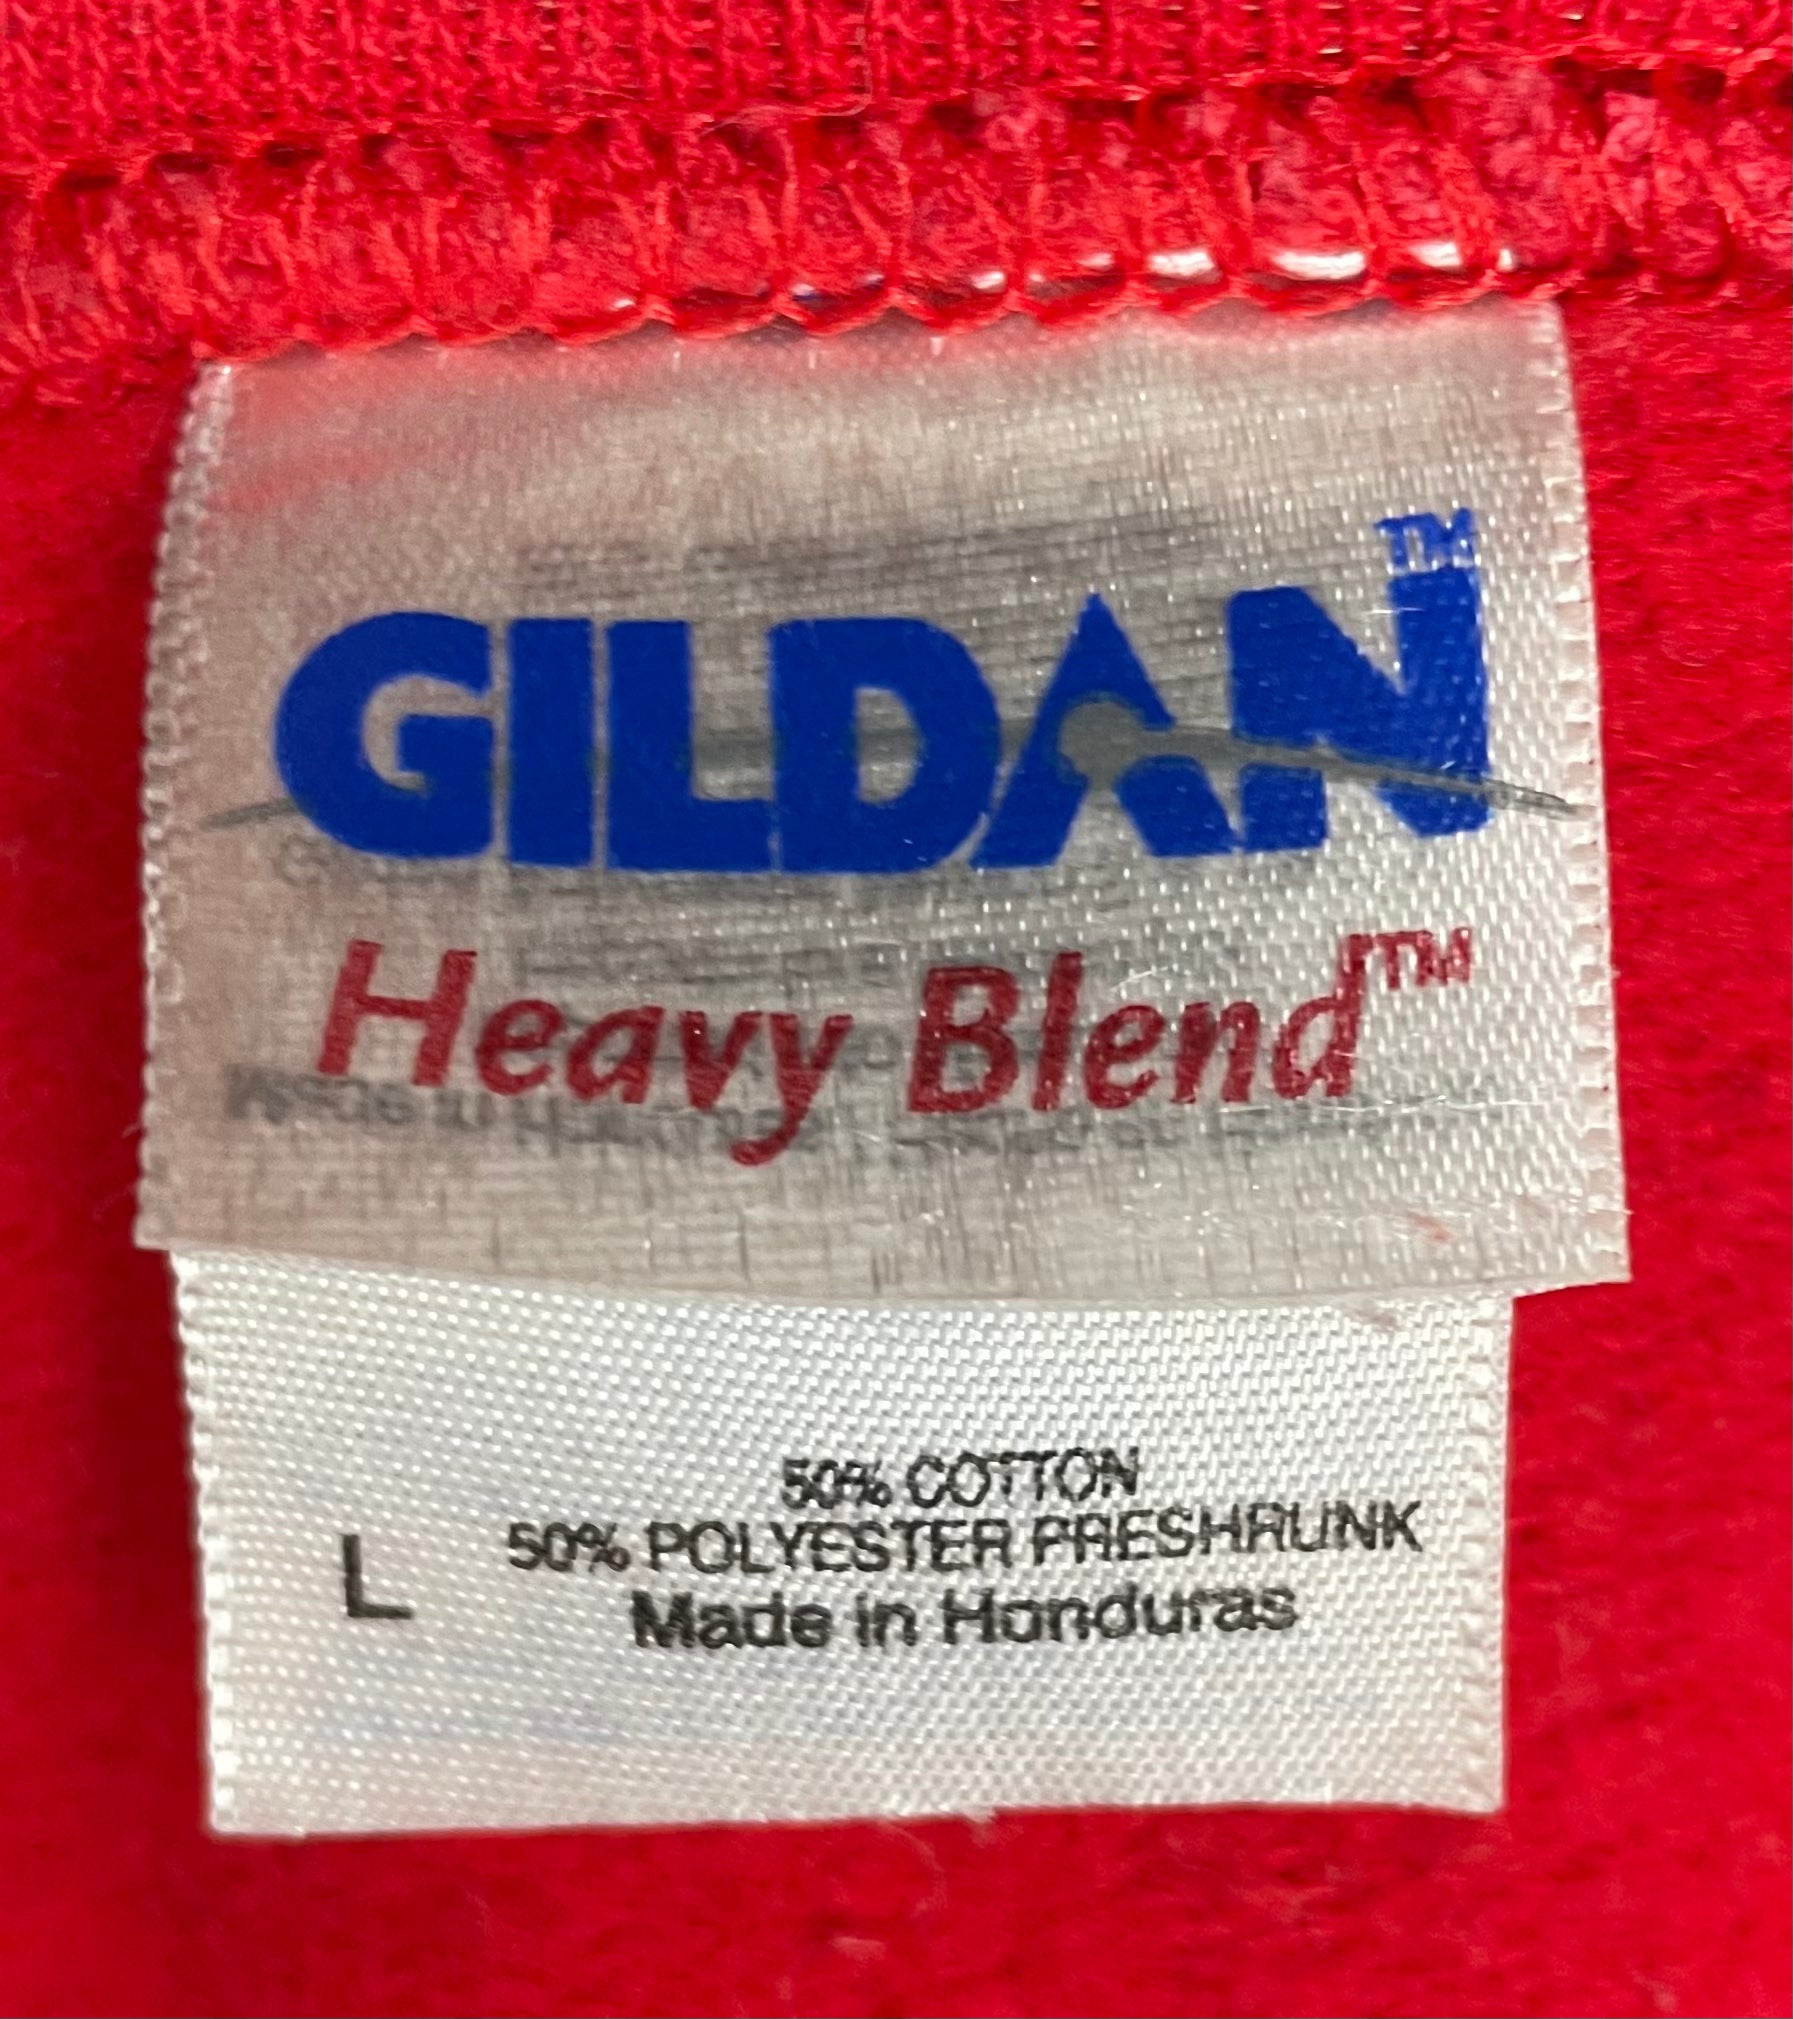 GILDAN™
Heavy Blend™
50% COTTON
50% POLYESTER PRESHRUNK
L
Made in Honduras